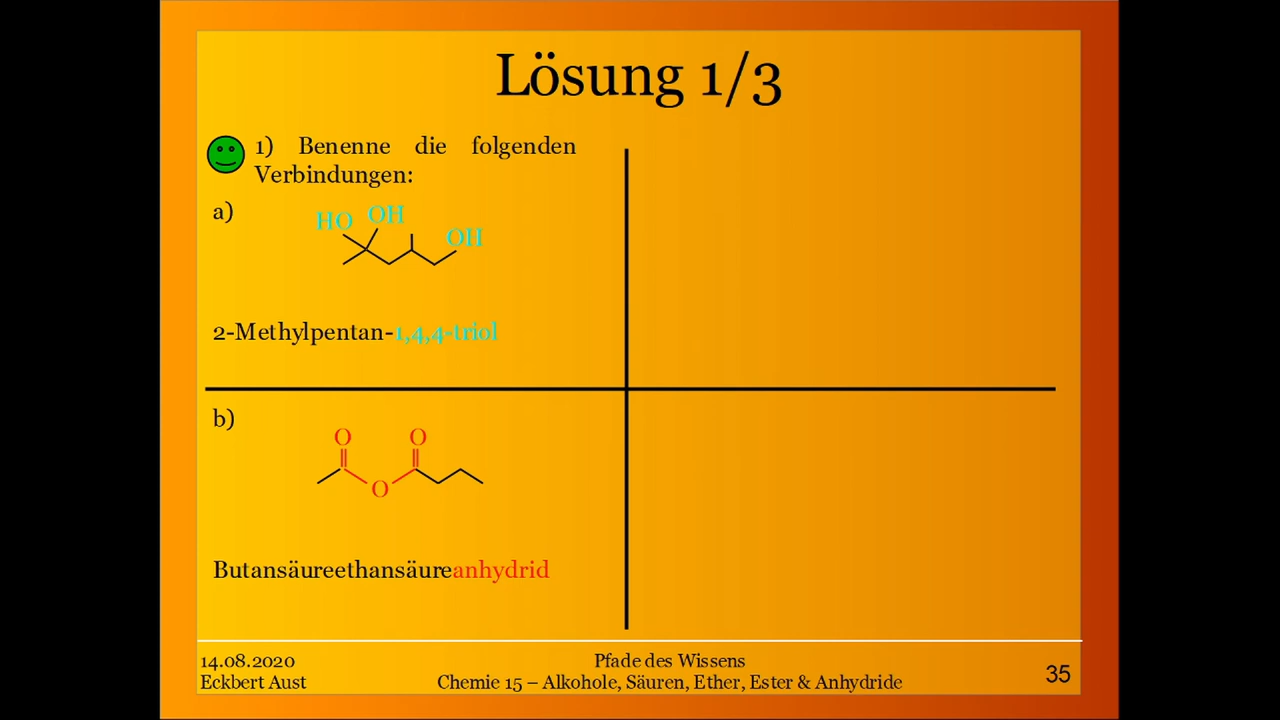 Lösung 1/3
1) Benenne die folgenden
Verbindungen:
a)
HO OH
OH
2-Methylpentan-1,4,4-triol
b)
O O
O
Butansäureethansäureanhydrid
14.08.2020
Eckbert Aust
Pfade des Wissens
Chemie 15 – Alkohole, Säuren, Ether, Ester & Anhydride
35